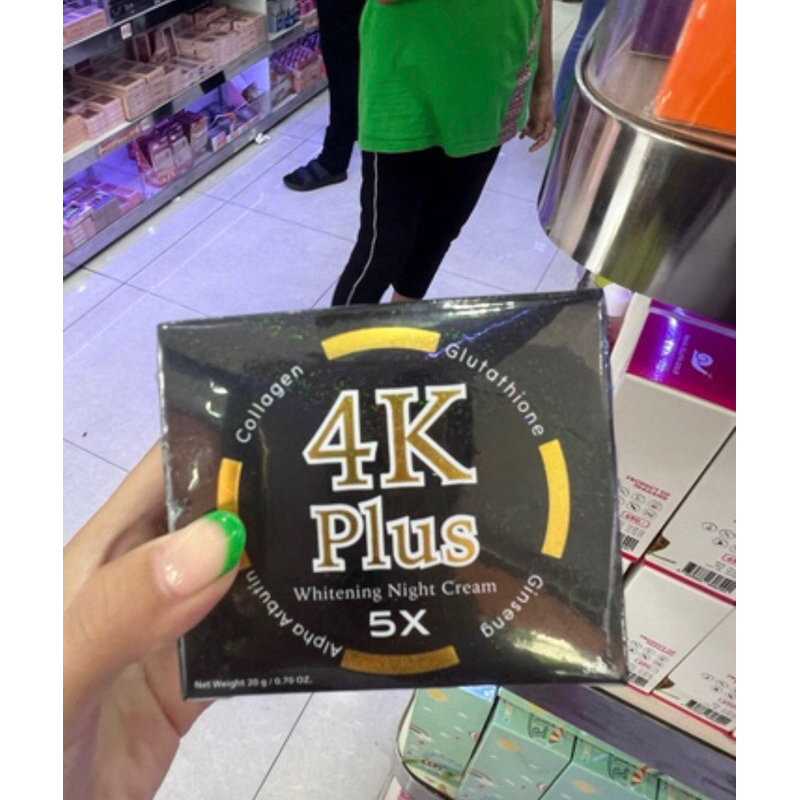 Collagen
Glutathione
4K
Plus
Whitening Night Cream
5X
Alpha Arbutin
Ginseng
Net Weight 20 g / 0.70 OZ.